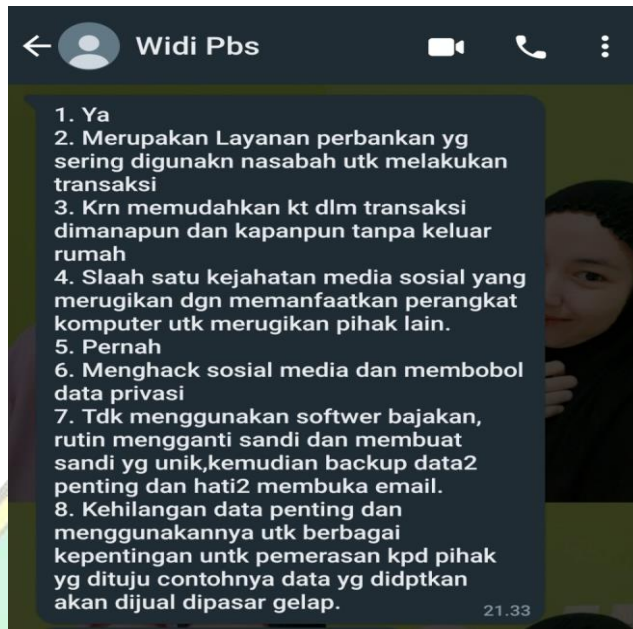 Widi Pbs
1. Ya
2. Merupakan Layanan perbankan yg
sering digunakn nasabah utk melakukan
transaksi
3. Krn memudahkan kt dlm transaksi
dimanapun dan kapanpun tanpa keluar
rumah
4. Slaah satu kejahatan media sosial yang
merugikan dgn memanfaatkan perangkat
komputer utk merugikan pihak lain.
5. Pernah
6. Menghack sosial media dan membobol
data privasi
7. Tdk menggunakan softwer bajakan,
rutin mengganti sandi dan membuat
sandi yg unik,kemudian backup data2
penting dan hati2 membuka email.
8. Kehilangan data penting dan
menggunakannya utk berbagai
kepentingan untk pemerasan kpd pihak
yg dituju contohnya data yg didptkan
akan dijual dipasar gelap.
21.33